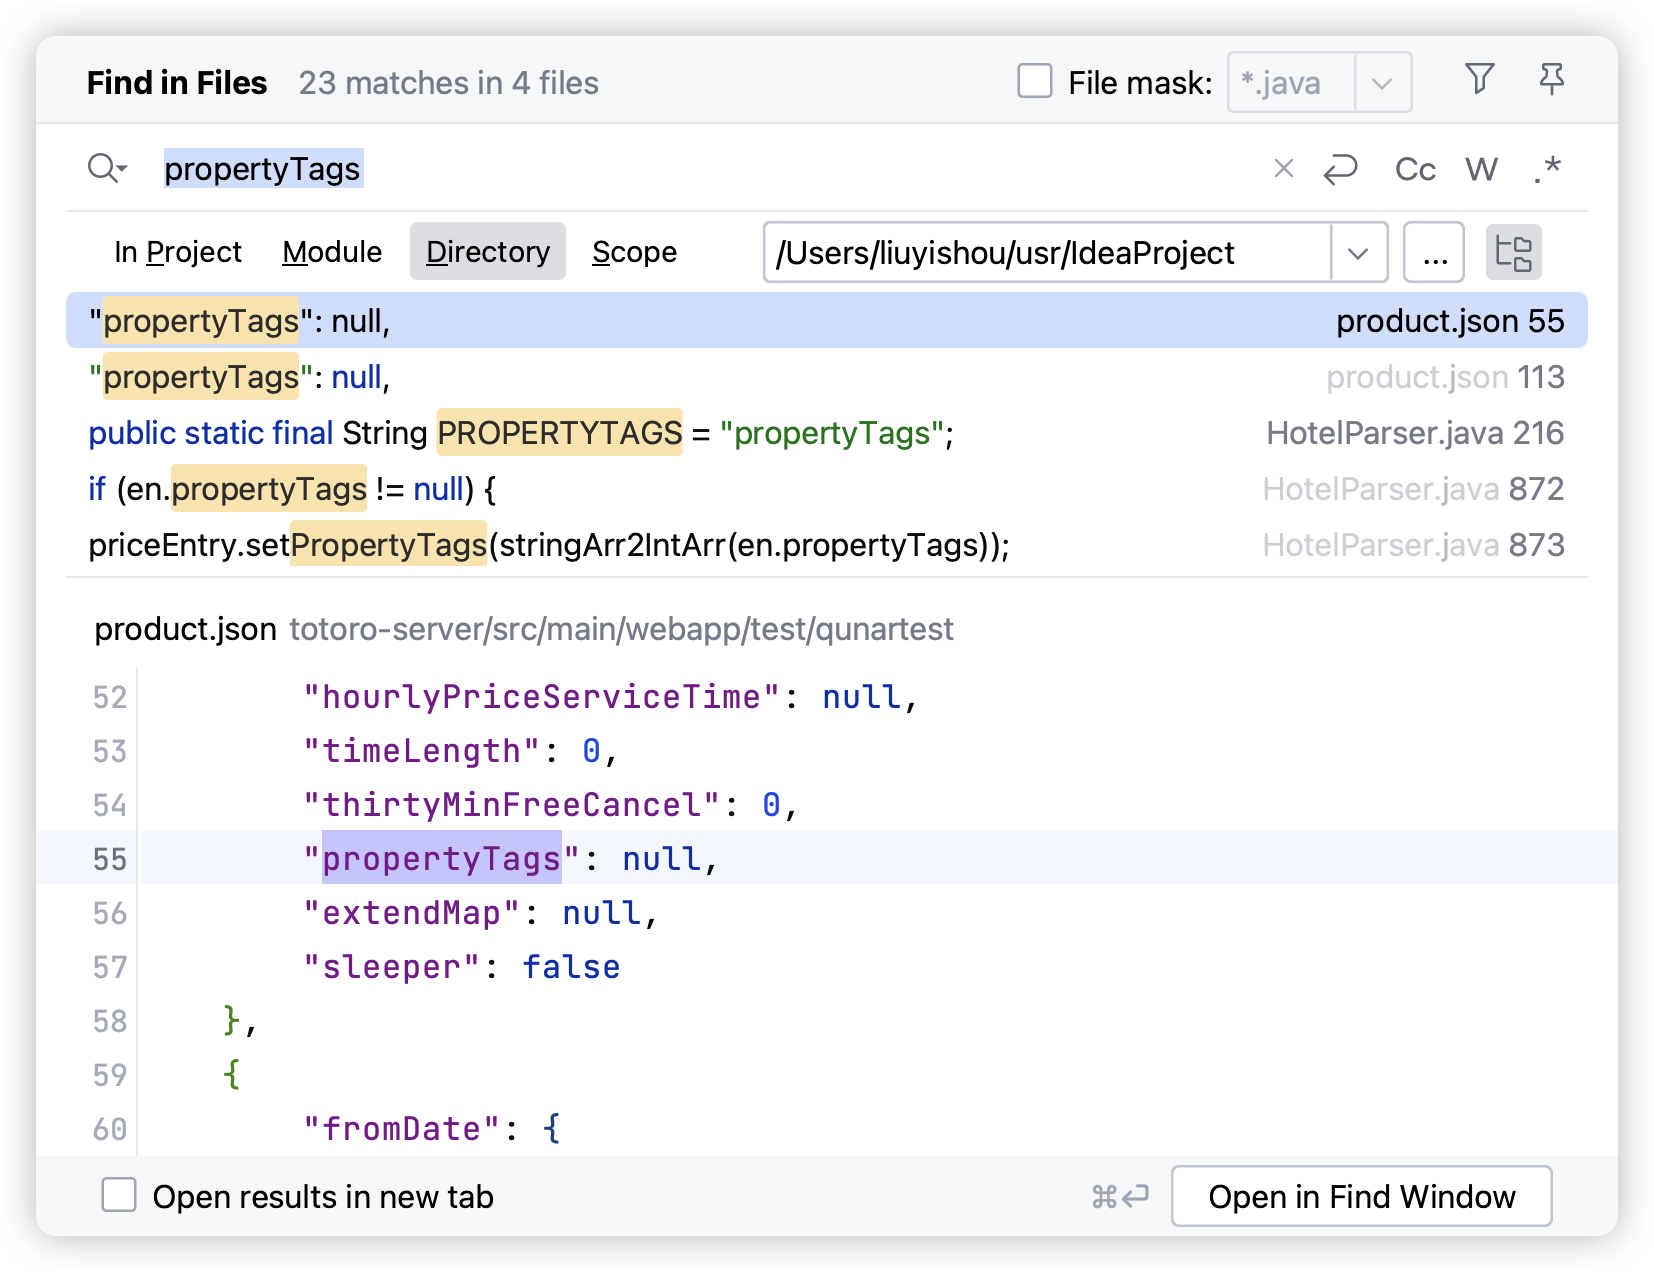 Find in Files 23 matches in 4 files File mask: *.java
propertyTags Cc W .*
In Project Module Directory Scope /Users/liuyishou/usr/IdeaProject ...
"propertyTags": null, product.json 55
"propertyTags": null, product.json 113
public static final String PROPERTYTAGS = "propertyTags"; HotelParser.java 216
if (en.propertyTags != null) { HotelParser.java 872
priceEntry.setPropertyTags(stringArr2IntArr(en.propertyTags)); HotelParser.java 873
product.json totoro-server/src/main/webapp/test/qunartest
52 "hourlyPriceServiceTime": null,
53 "timeLength": 0,
54 "thirtyMinFreeCancel": 0,
55 "propertyTags": null,
56 "extendMap": null,
57 "sleeper": false
58 },
59 {
60 "fromDate": {
Open results in new tab ⌘↩ Open in Find Window